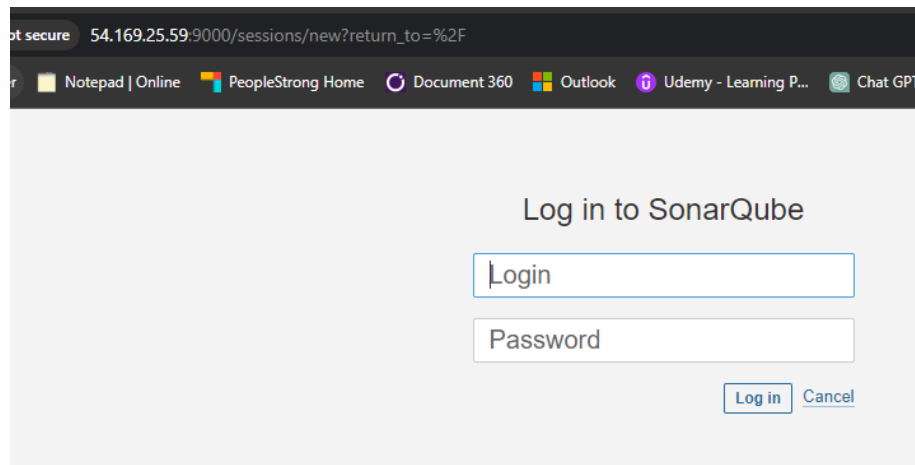 ot secure 54.169.25.59:9000/sessions/new?return_to=%2F
r Notepad | Online PeopleStrong Home Document 360 Outlook Udemy - Learning P... Chat GPT
Log in to SonarQube
Login
Password
Log in Cancel